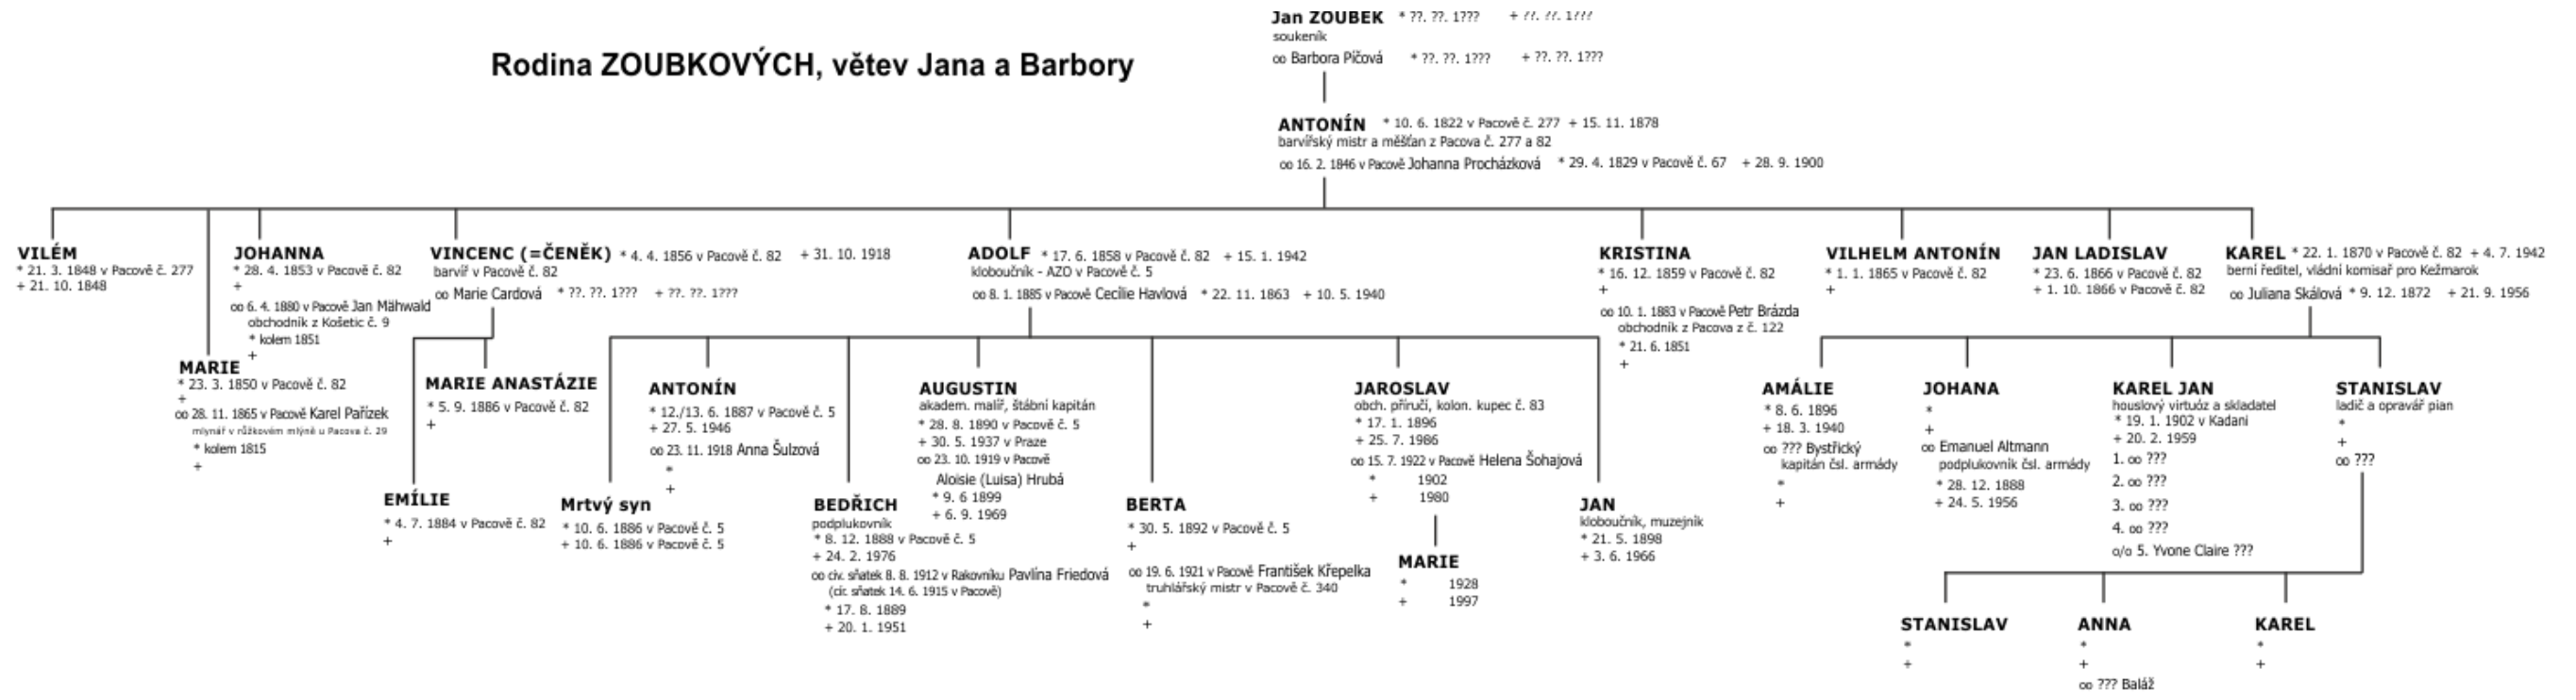 Jan ZOUBEK * ??. ??. 1??? + ??. ??. 1???
soukeník
oo Barbora Píčová * ??. ??. 1??? + ??. ??. 1???
Rodina ZOUBKOVÝCH, větev Jana a Barbory
ANTONÍN * 10. 6. 1822 v Pacově č. 277 + 15. 11. 1878
barvířský mistr a měšťan z Pacova č. 277 a 82
oo 16. 2. 1846 v Pacově Johanna Procházková * 29. 4. 1829 v Pacově č. 67 + 28. 9. 1900
VILÉM
* 21. 3. 1848 v Pacově č. 277
+ 21. 10. 1848
MARIE
* 23. 3. 1850 v Pacově č. 82
+
oo 28. 11. 1865 v Pacově Karel Pařízek
mlynář v růžkovém mlýně u Pacova č. 29
* kolem 1815
+
JOHANNA
* 28. 4. 1853 v Pacově č. 82
+
oo 6. 4. 1880 v Pacově Jan Mähwald
obchodník z Košetic č. 9
* kolem 1851
+
VINCENC (=ČENĚK) * 4. 4. 1856 v Pacově č. 82 + 31. 10. 1918
barvíř v Pacově č. 82
oo Marie Cardová * ??. ??. 1??? + ??. ??. 1???
ADOLF * 17. 6. 1858 v Pacově č. 82 + 15. 1. 1942
kloboučník - AZO v Pacově č. 5
oo 8. 1. 1885 v Pacově Cecílie Havlová * 22. 11. 1863 + 10. 5. 1940
KRISTINA
* 16. 12. 1859 v Pacově č. 82
+
oo 10. 1. 1883 v Pacově Petr Brázda
obchodník z Pacova z č. 122
* 21. 6. 1851
+
VILHELM ANTONÍN
* 1. 1. 1865 v Pacově č. 82
+
JAN LADISLAV
* 23. 6. 1866 v Pacově č. 82
+ 1. 10. 1866 v Pacově č. 82
KAREL * 22. 1. 1870 v Pacově č. 82 + 4. 7. 1942
berní ředitel, vládní komisař pro Kežmarok
oo Juliana Skálová * 9. 12. 1872 + 21. 9. 1956
EMÍLIE
* 4. 7. 1884 v Pacově č. 82
+
MARIE ANASTÁZIE
* 5. 9. 1886 v Pacově č. 82
+
Mrtvý syn
* 10. 6. 1886 v Pacově č. 5
+ 10. 6. 1886 v Pacově č. 5
ANTONÍN
* 12./13. 6. 1887 v Pacově č. 5
+ 27. 5. 1946
oo 23. 11. 1918 Anna Šulzová
*
+
BEDŘICH
podplukovník
* 8. 12. 1888 v Pacově č. 5
+ 24. 2. 1976
oo civ. sňatek 8. 8. 1912 v Rakovníku Pavlína Friedová
(cír. sňatek 14. 6. 1915 v Pacově)
* 17. 8. 1889
+ 20. 1. 1951
AUGUSTIN
akadem. malíř, štábní kapitán
* 28. 8. 1890 v Pacově č. 5
+ 30. 5. 1937 v Praze
oo 23. 10. 1919 v Pacově
Aloisie (Luisa) Hrubá
* 9. 6 1899
+ 6. 9. 1969
BERTA
* 30. 5. 1892 v Pacově č. 5
+
oo 19. 6. 1921 v Pacově František Křepelka
truhlářský mistr v Pacově č. 340
*
+
JAROSLAV
obch. příručí, kolon. kupec č. 83
* 17. 1. 1896
+ 25. 7. 1986
oo 15. 7. 1922 v Pacově Helena Šohajová
* 1902
+ 1980
MARIE
* 1928
+ 1997
JAN
kloboučník, muzejník
* 21. 5. 1898
+ 3. 6. 1966
AMÁLIE
* 8. 6. 1896
+ 18. 3. 1940
oo ??? Bystřický
kapitán čsl. armády
*
+
JOHANA
*
+
oo Emanuel Altmann
podplukovník čsl. armády
* 28. 12. 1888
+ 24. 5. 1956
KAREL JAN
houslový virtuóz a skladatel
* 19. 1. 1902 v Kadani
+ 20. 2. 1959
1. oo ???
2. oo ???
3. oo ???
4. oo ???
o/o 5. Yvone Claire ???
STANISLAV
ladič a opravář pian
*
+
oo ???
STANISLAV
*
+
ANNA
*
+
oo ??? Baláž
KAREL
*
+